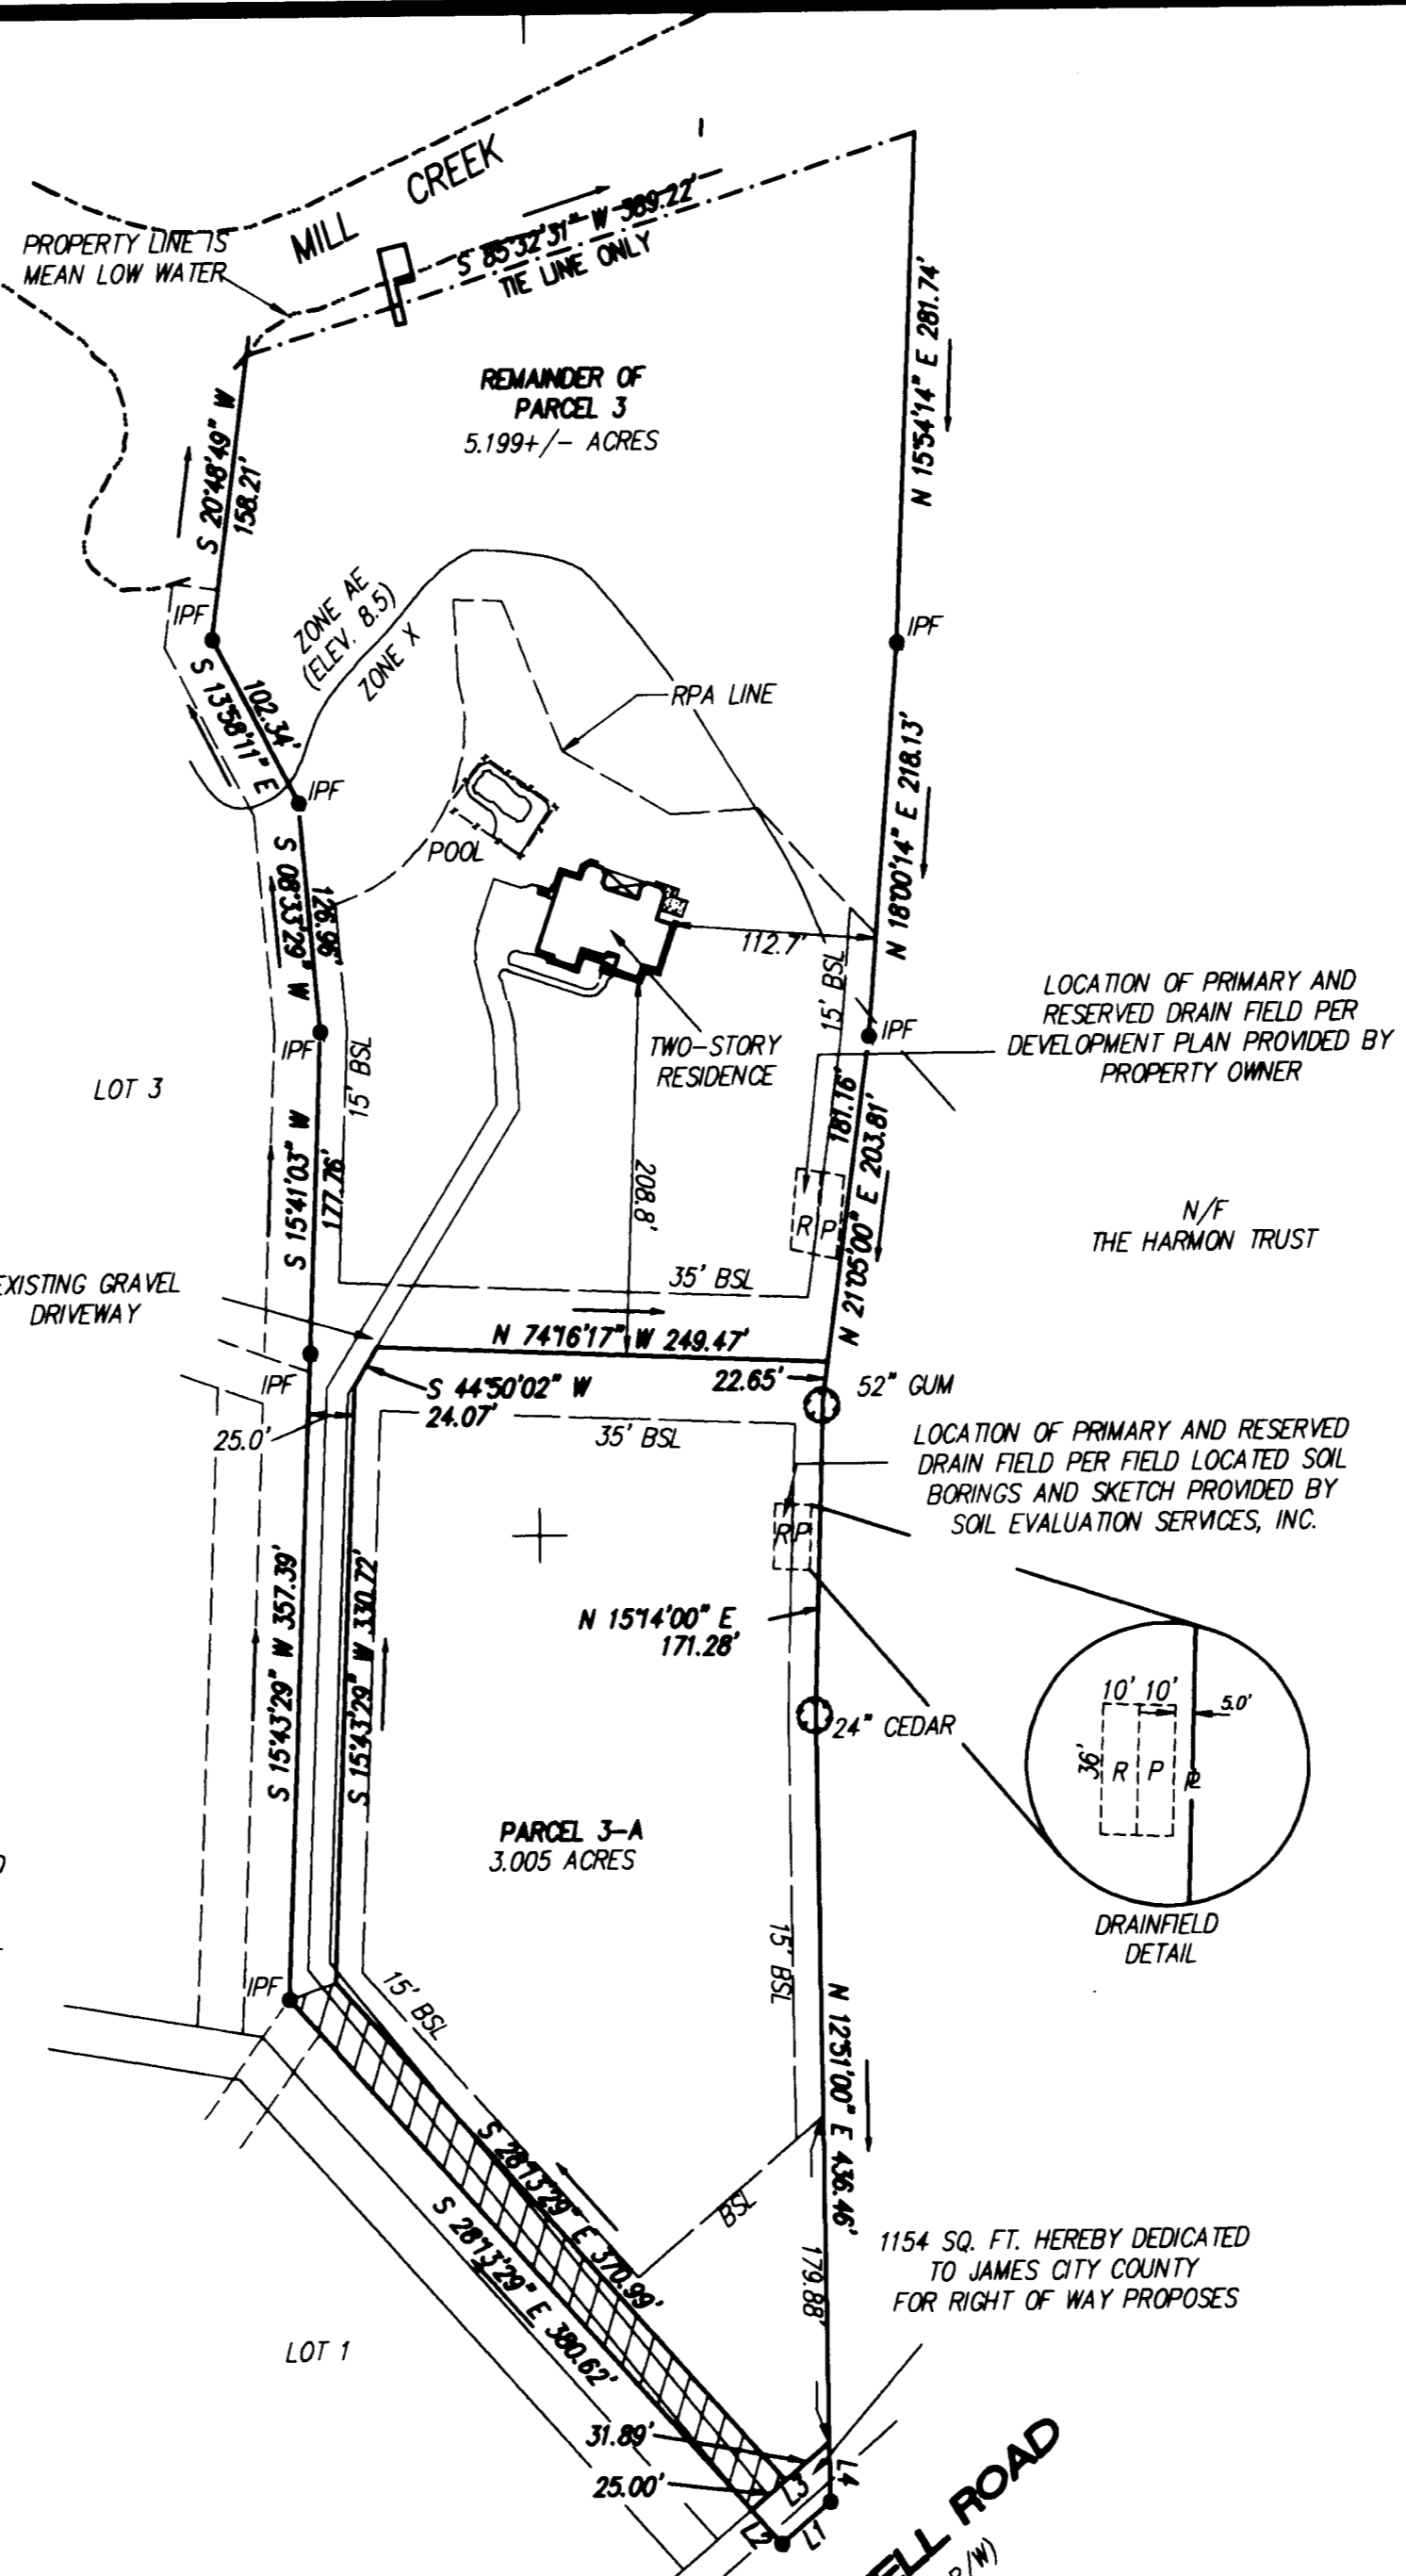 MILL CREEK
PROPERTY LINE IS
MEAN LOW WATER
S 85°32'31" W 389.22'
TIE LINE ONLY
N 15°54'14" E 281.74'
REMAINDER OF
PARCEL 3
5.199+/- ACRES
S 20°48'49" W
158.21'
IPF
ZONE AE
(ELEV. 8.5)
ZONE X
IPF
RPA LINE
102.34'
S 13°58'11" E
IPF
N 18°00'14" E 218.13'
POOL
S 08°33'29" W
126.96'
112.7'
15' BSL
LOCATION OF PRIMARY AND
RESERVED DRAIN FIELD PER
DEVELOPMENT PLAN PROVIDED BY
PROPERTY OWNER
IPF
IPF
TWO-STORY
RESIDENCE
LOT 3
15' BSL
181.16'
N 21°05'00" E 203.81'
S 15°41'03" W
177.76'
208.8'
R P
N/F
THE HARMON TRUST
EXISTING GRAVEL
DRIVEWAY
35' BSL
N 74°16'17" W 249.47'
IPF
S 44°50'02" W
24.07'
22.65'
52" GUM
25.0'
35' BSL
LOCATION OF PRIMARY AND RESERVED
DRAIN FIELD PER FIELD LOCATED SOIL
BORINGS AND SKETCH PROVIDED BY
SOIL EVALUATION SERVICES, INC.
R P
S 15°43'29" W 357.39'
S 15°43'29" W 330.72'
N 15°14'00" E
171.28'
10' 10'
5.0'
36'
R P PL
24" CEDAR
PARCEL 3-A
3.005 ACRES
DRAINFIELD
DETAIL
15' BSL
IPF
15' BSL
N 12°51'00" E 436.46'
S 28°13'29" E 370.99'
S 28°13'29" E 380.62'
BSL
179.88'
1154 SQ. FT. HEREBY DEDICATED
TO JAMES CITY COUNTY
FOR RIGHT OF WAY PROPOSES
LOT 1
31.89'
25.00'
L3
L4
L2
L1
ELL ROAD
R/W)